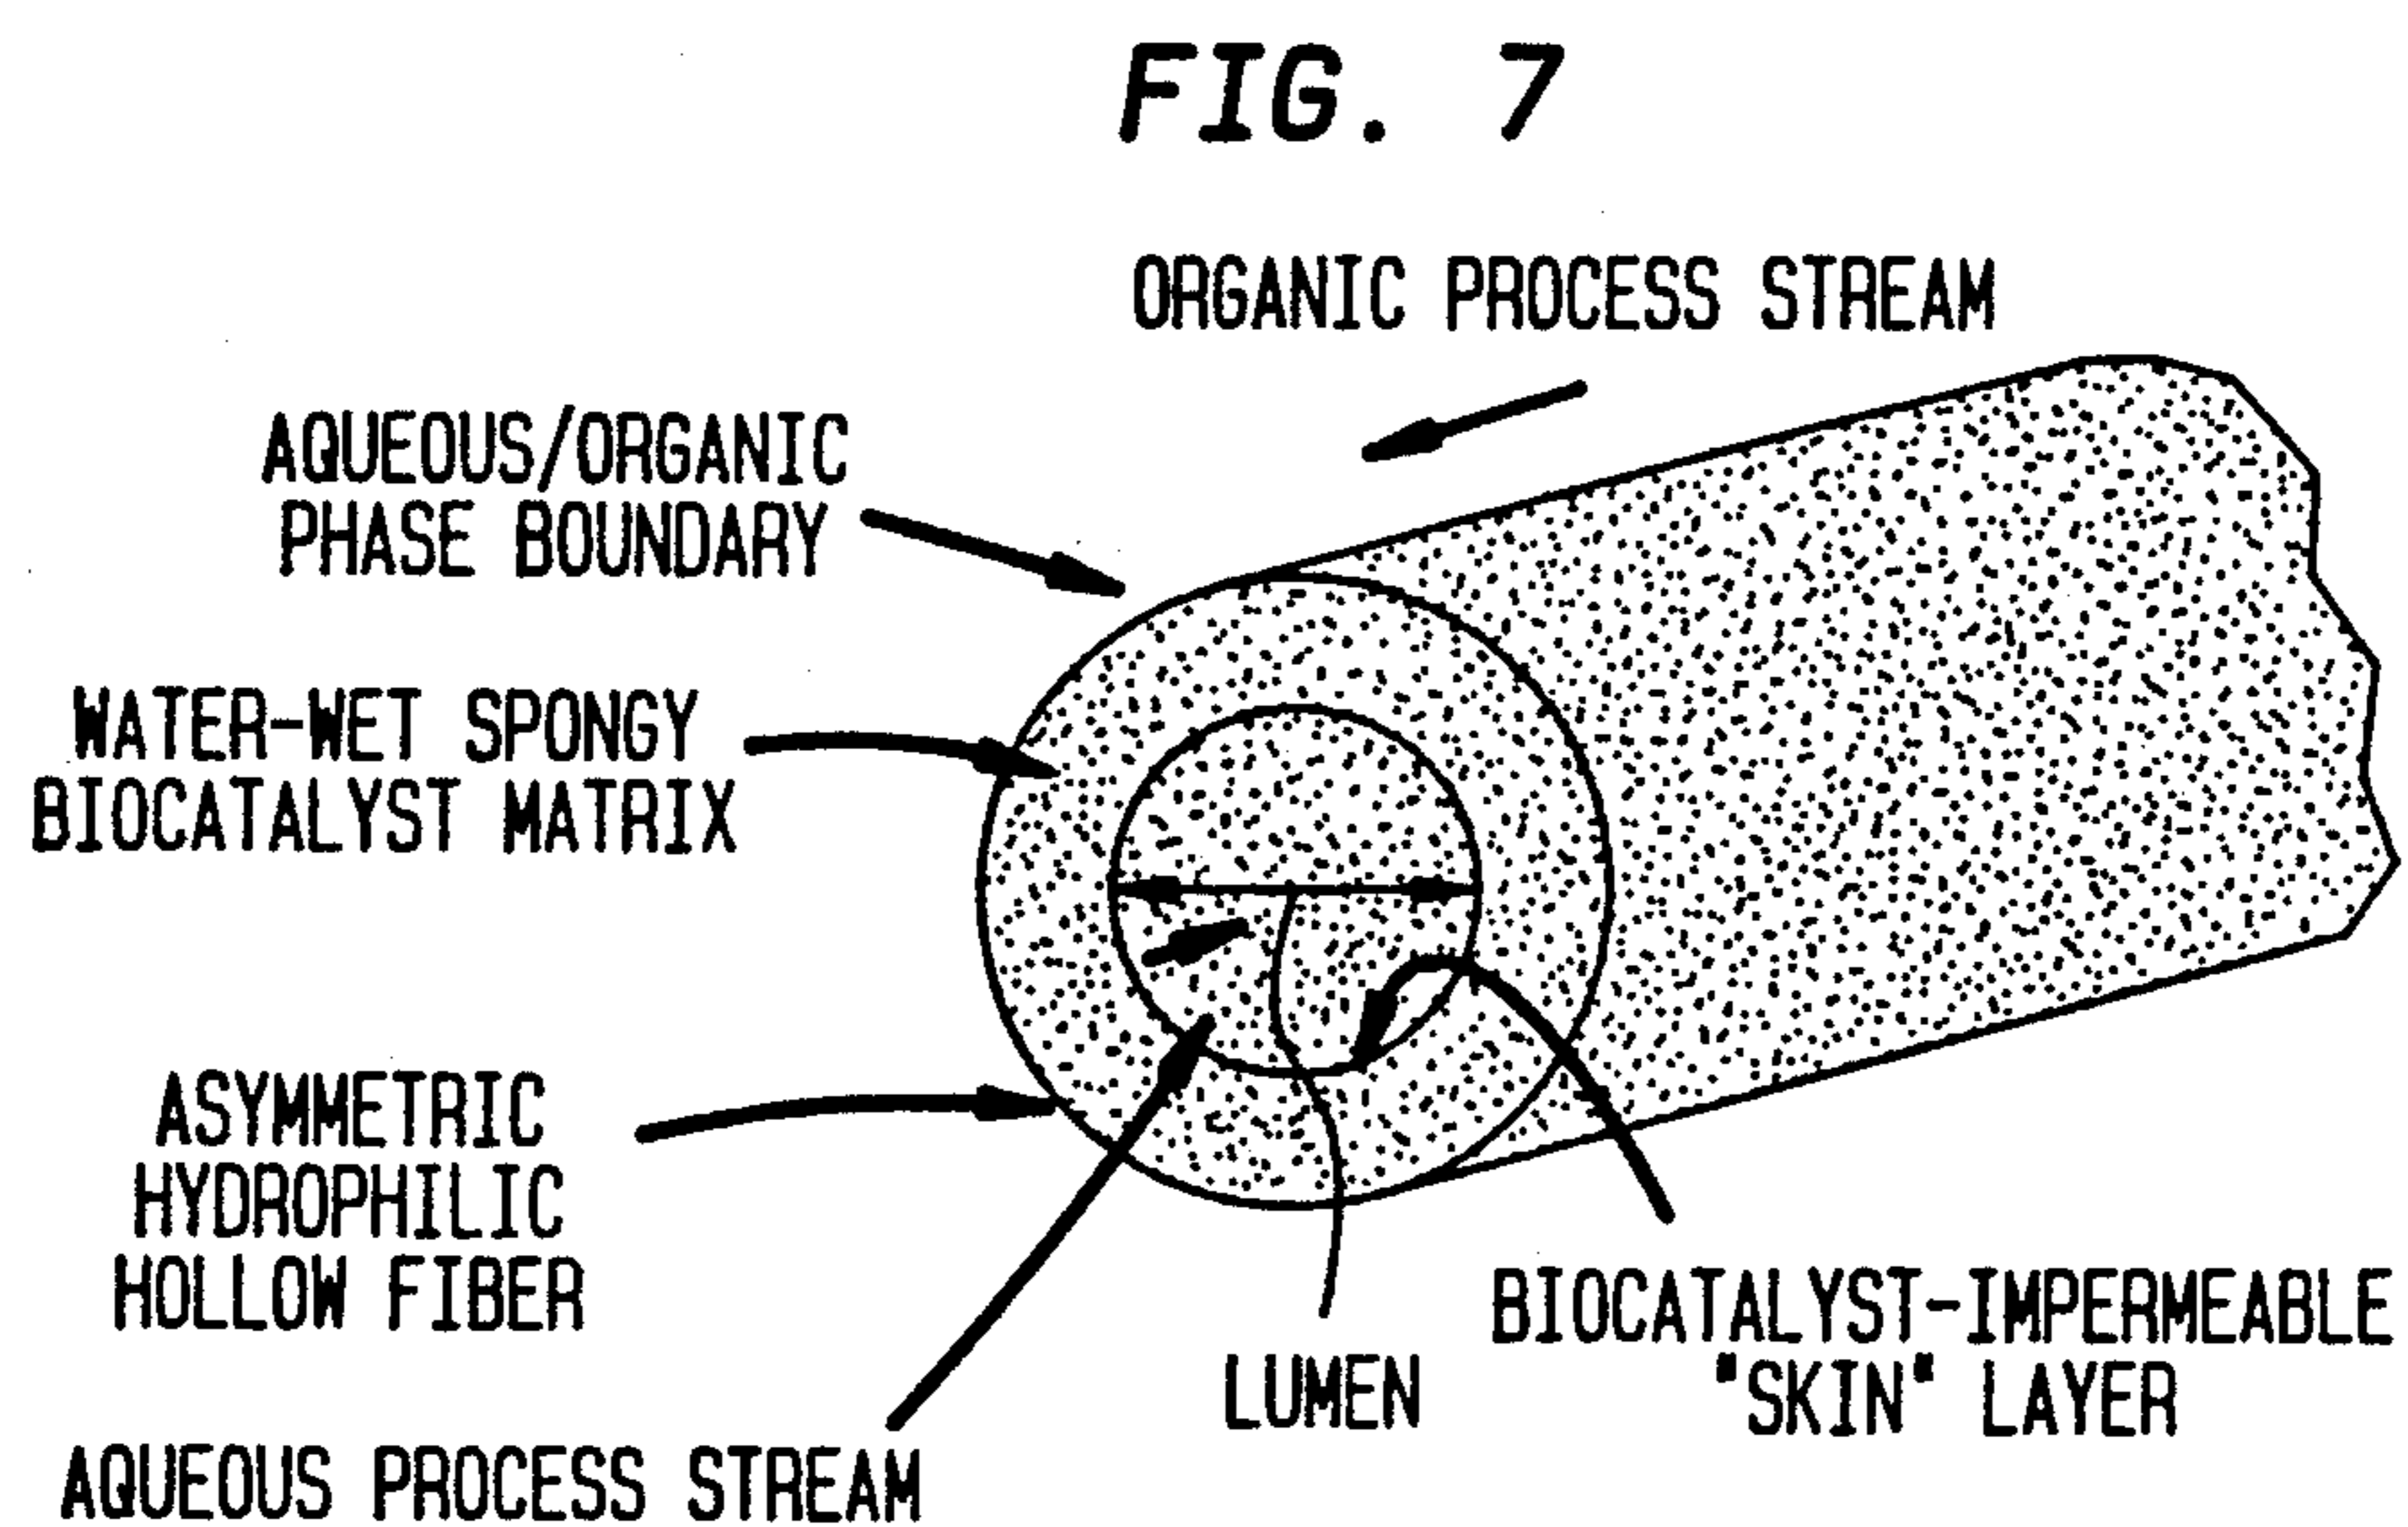 FIG. 7
ORGANIC PROCESS STREAM
AQUEOUS/ORGANIC
PHASE BOUNDARY
WATER-WET SPONGY
BIOCATALYST MATRIX
ASYMMETRIC
HYDROPHILIC
HOLLOW FIBER
AQUEOUS PROCESS STREAM
LUMEN
BIOCATALYST-IMPERMEABLE
"SKIN" LAYER